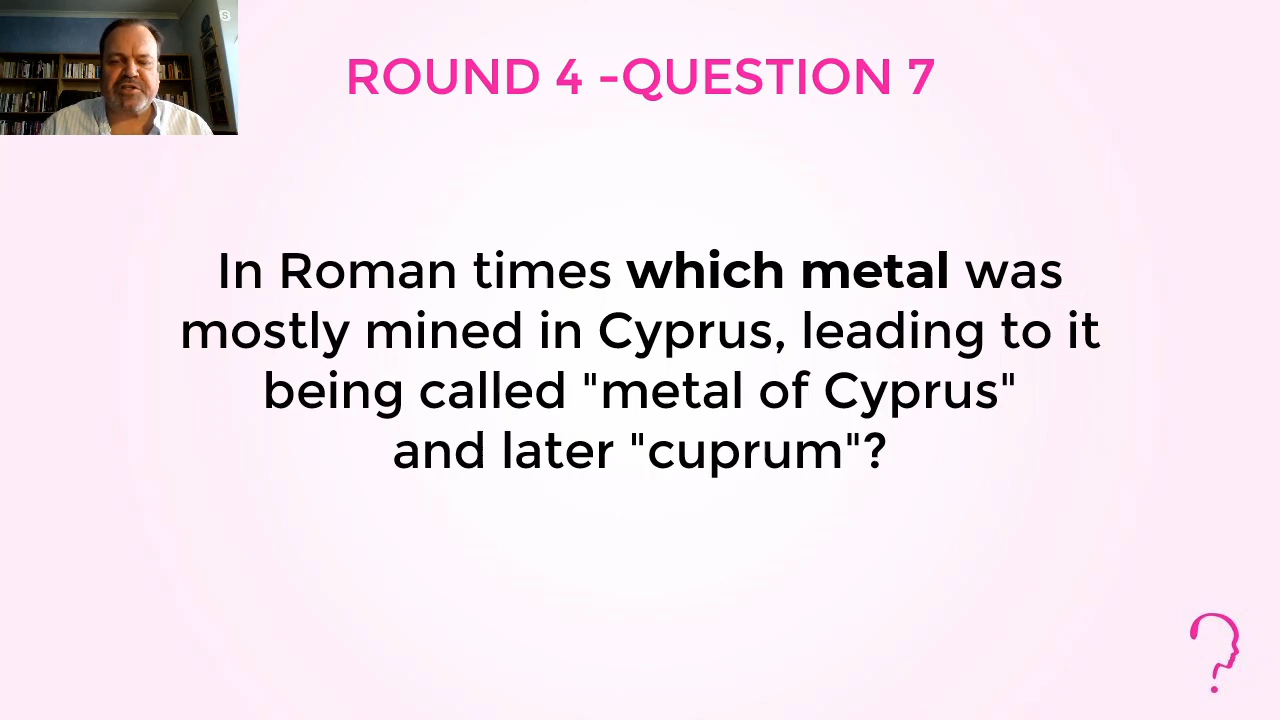 ROUND 4 -QUESTION 7
In Roman times which metal was
mostly mined in Cyprus, leading to it
being called "metal of Cyprus"
and later "cuprum"?